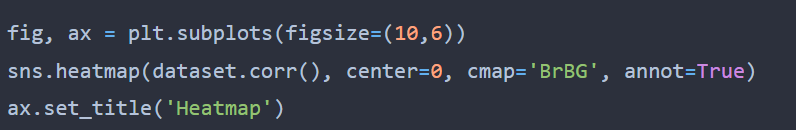 fig, ax = plt.subplots(figsize=(10,6))
sns.heatmap(dataset.corr(), center=0, cmap='BrBG', annot=True)
ax.set_title('Heatmap')